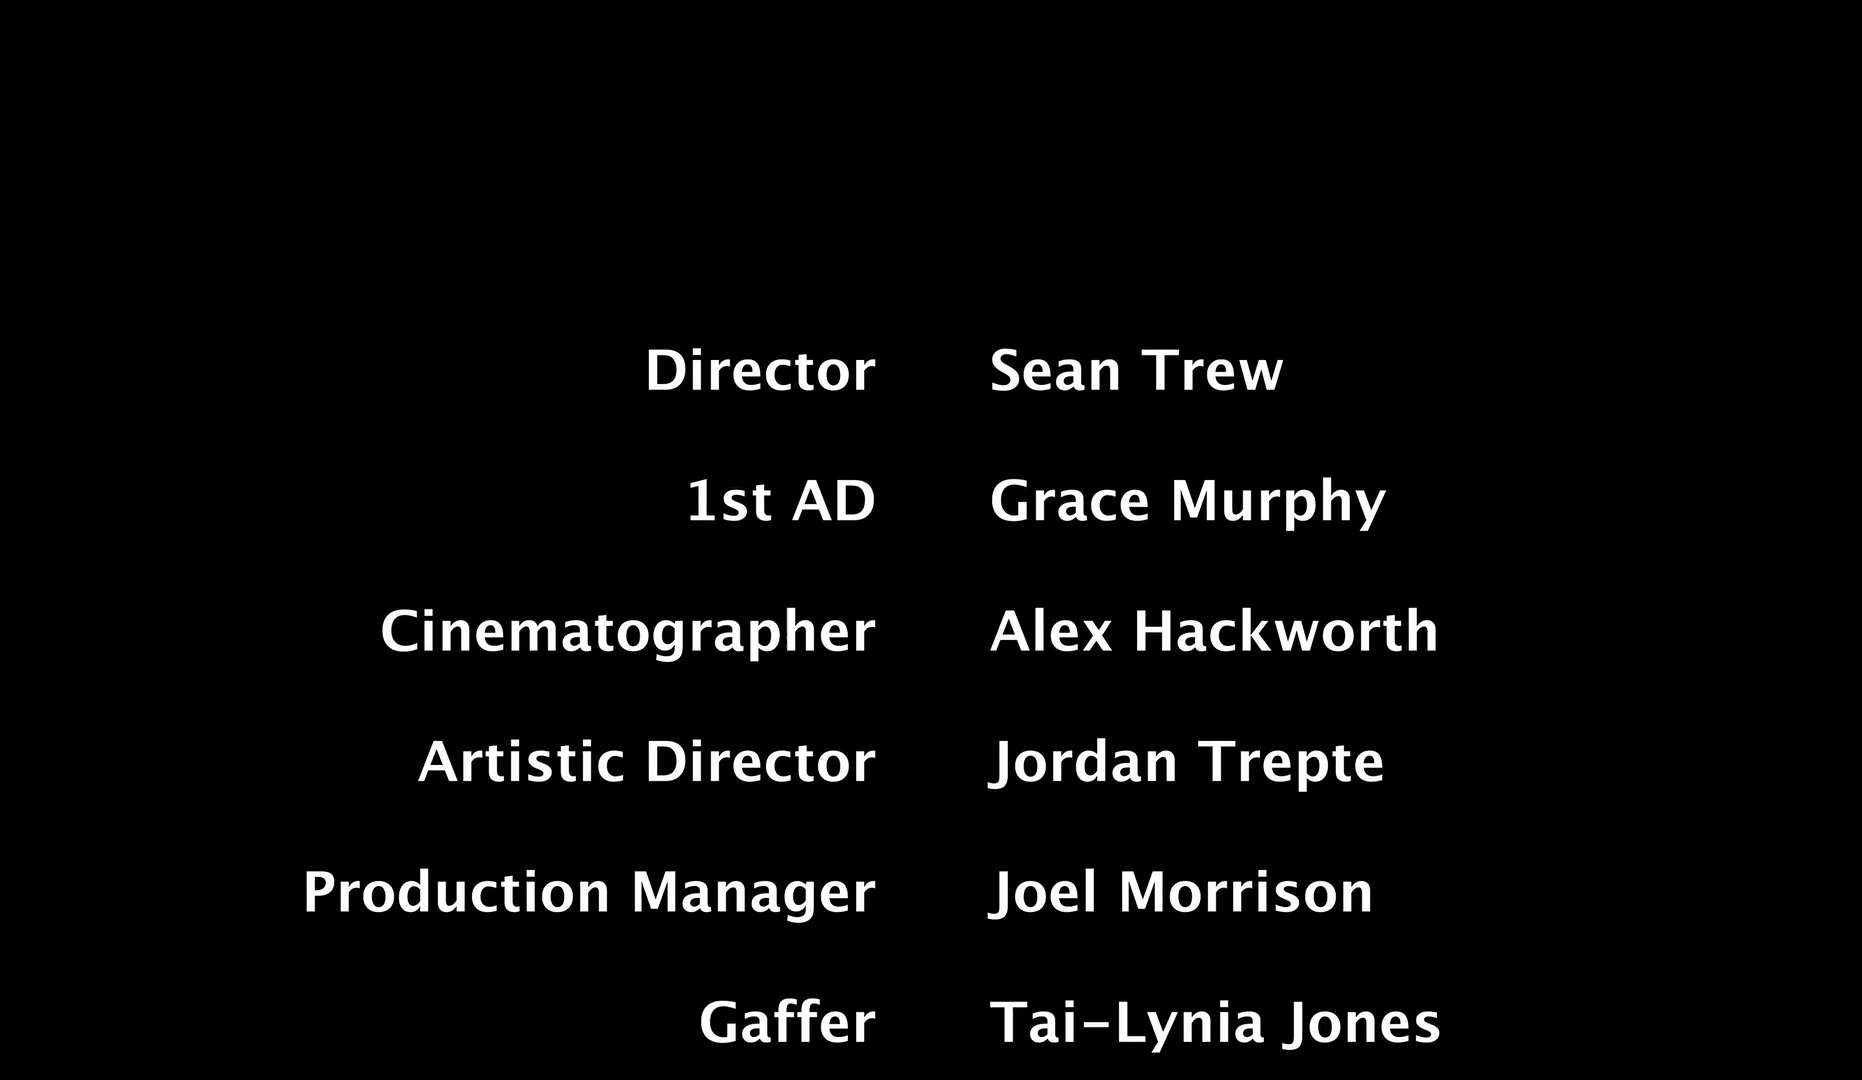 Director Sean Trew
1st AD Grace Murphy
Cinematographer Alex Hackworth
Artistic Director Jordan Trepte
Production Manager Joel Morrison
Gaffer Tai-Lynia Jones